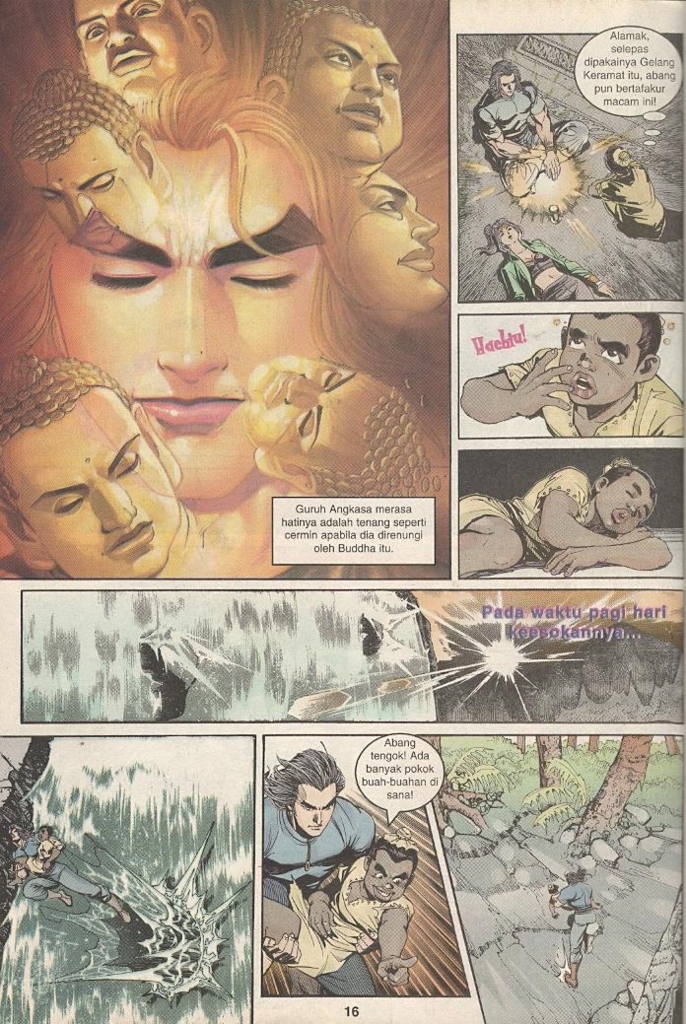 Alamak,
selepas
dipakainya Gelang
Keramat itu, abang
pun bertafakur
macam ini!
Guruh Angkasa merasa
hatinya adalah tenang seperti
cermin apabila dia direnungi
oleh Buddha itu.
Pada waktu pagi hari
keesokannya...
Abang
tengok! Ada
banyak pokok
buah-buahan di
sana!
16